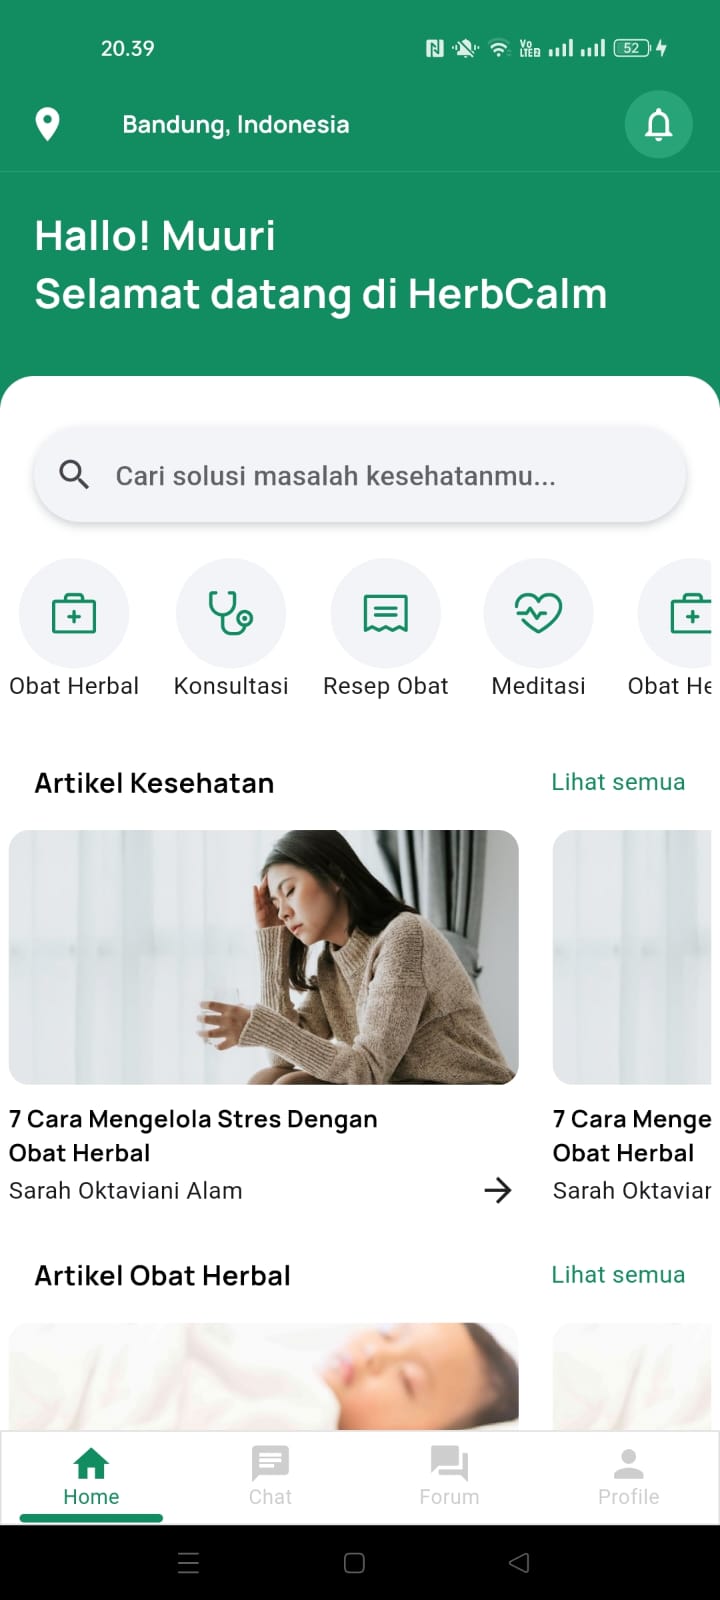 20.39
Vo LTE2
52
Bandung, Indonesia
Hallo! Muuri
Selamat datang di HerbCalm
Cari solusi masalah kesehatanmu...
Obat Herbal Konsultasi Resep Obat Meditasi Obat He
Artikel Kesehatan Lihat semua
7 Cara Mengelola Stres Dengan
Obat Herbal
Sarah Oktaviani Alam
7 Cara Menge
Obat Herbal
Sarah Oktaviar
Artikel Obat Herbal Lihat semua
Home Chat Forum Profile